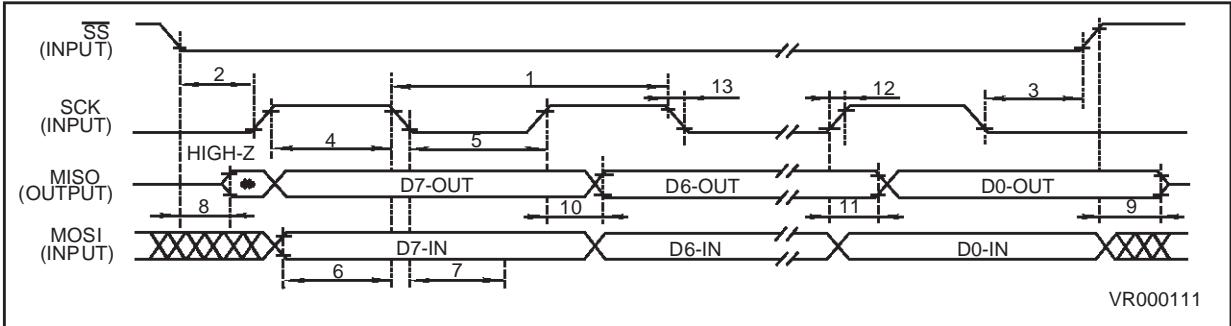 SS
(INPUT)
2
1
13
12
3
SCK
(INPUT)
4
5
HIGH-Z
MISO
(OUTPUT)
D7-OUT
D6-OUT
D0-OUT
8
10
11
9
MOSI
(INPUT)
D7-IN
D6-IN
D0-IN
6
7
VR000111